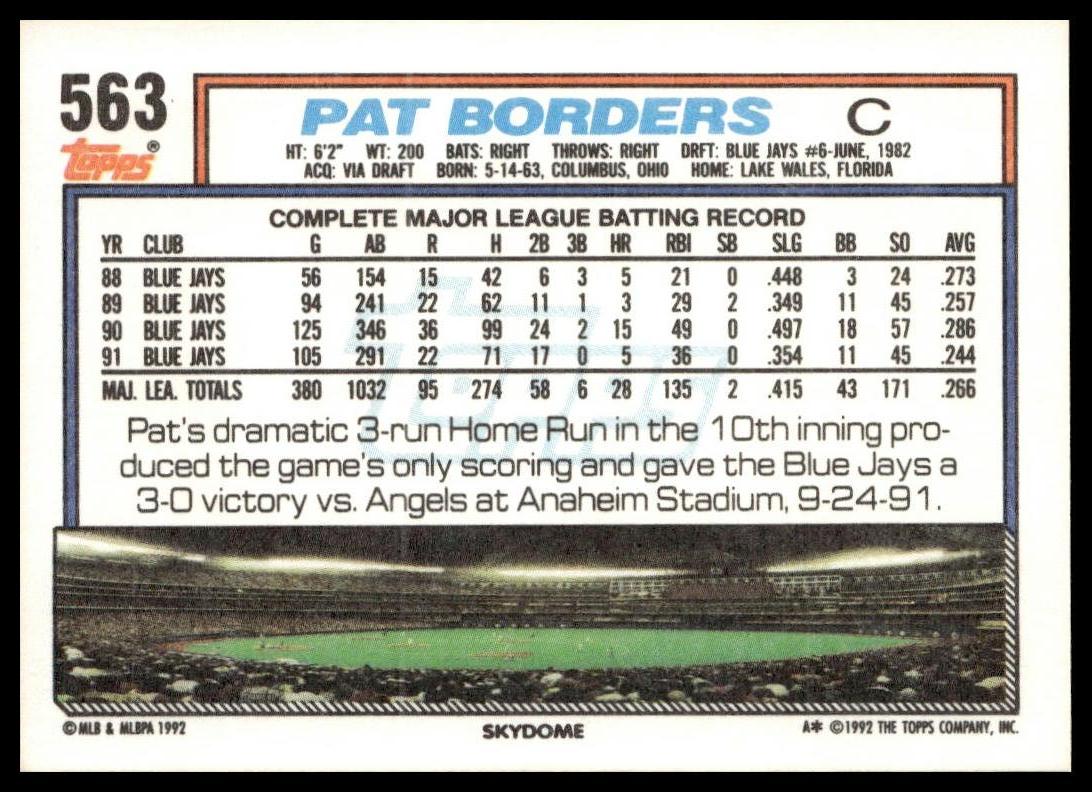 563
Topps®
PAT BORDERS C
HT: 6'2" WT: 200 BATS: RIGHT THROWS: RIGHT DRFT: BLUE JAYS #6-JUNE, 1982
ACQ: VIA DRAFT BORN: 5-14-63, COLUMBUS, OHIO HOME: LAKE WALES, FLORIDA
COMPLETE MAJOR LEAGUE BATTING RECORD
YR CLUB G AB R H 2B 3B HR RBI SB SLG BB SO AVG
88 BLUE JAYS 56 154 15 42 6 3 5 21 0 .448 3 24 .273
89 BLUE JAYS 94 241 22 62 11 1 3 29 2 .349 11 45 .257
90 BLUE JAYS 125 346 36 99 24 2 15 49 0 .497 18 57 .286
91 BLUE JAYS 105 291 22 71 17 0 5 36 0 .354 11 45 .244
MAJ. LEA. TOTALS 380 1032 95 274 58 6 28 135 2 .415 43 171 .266
Topps
Pat's dramatic 3-run Home Run in the 10th inning pro-
duced the game's only scoring and gave the Blue Jays a
3-0 victory vs. Angels at Anaheim Stadium, 9-24-91.
© MLB & MLBPA 1992
SKYDOME
A* © 1992 THE TOPPS COMPANY, INC.